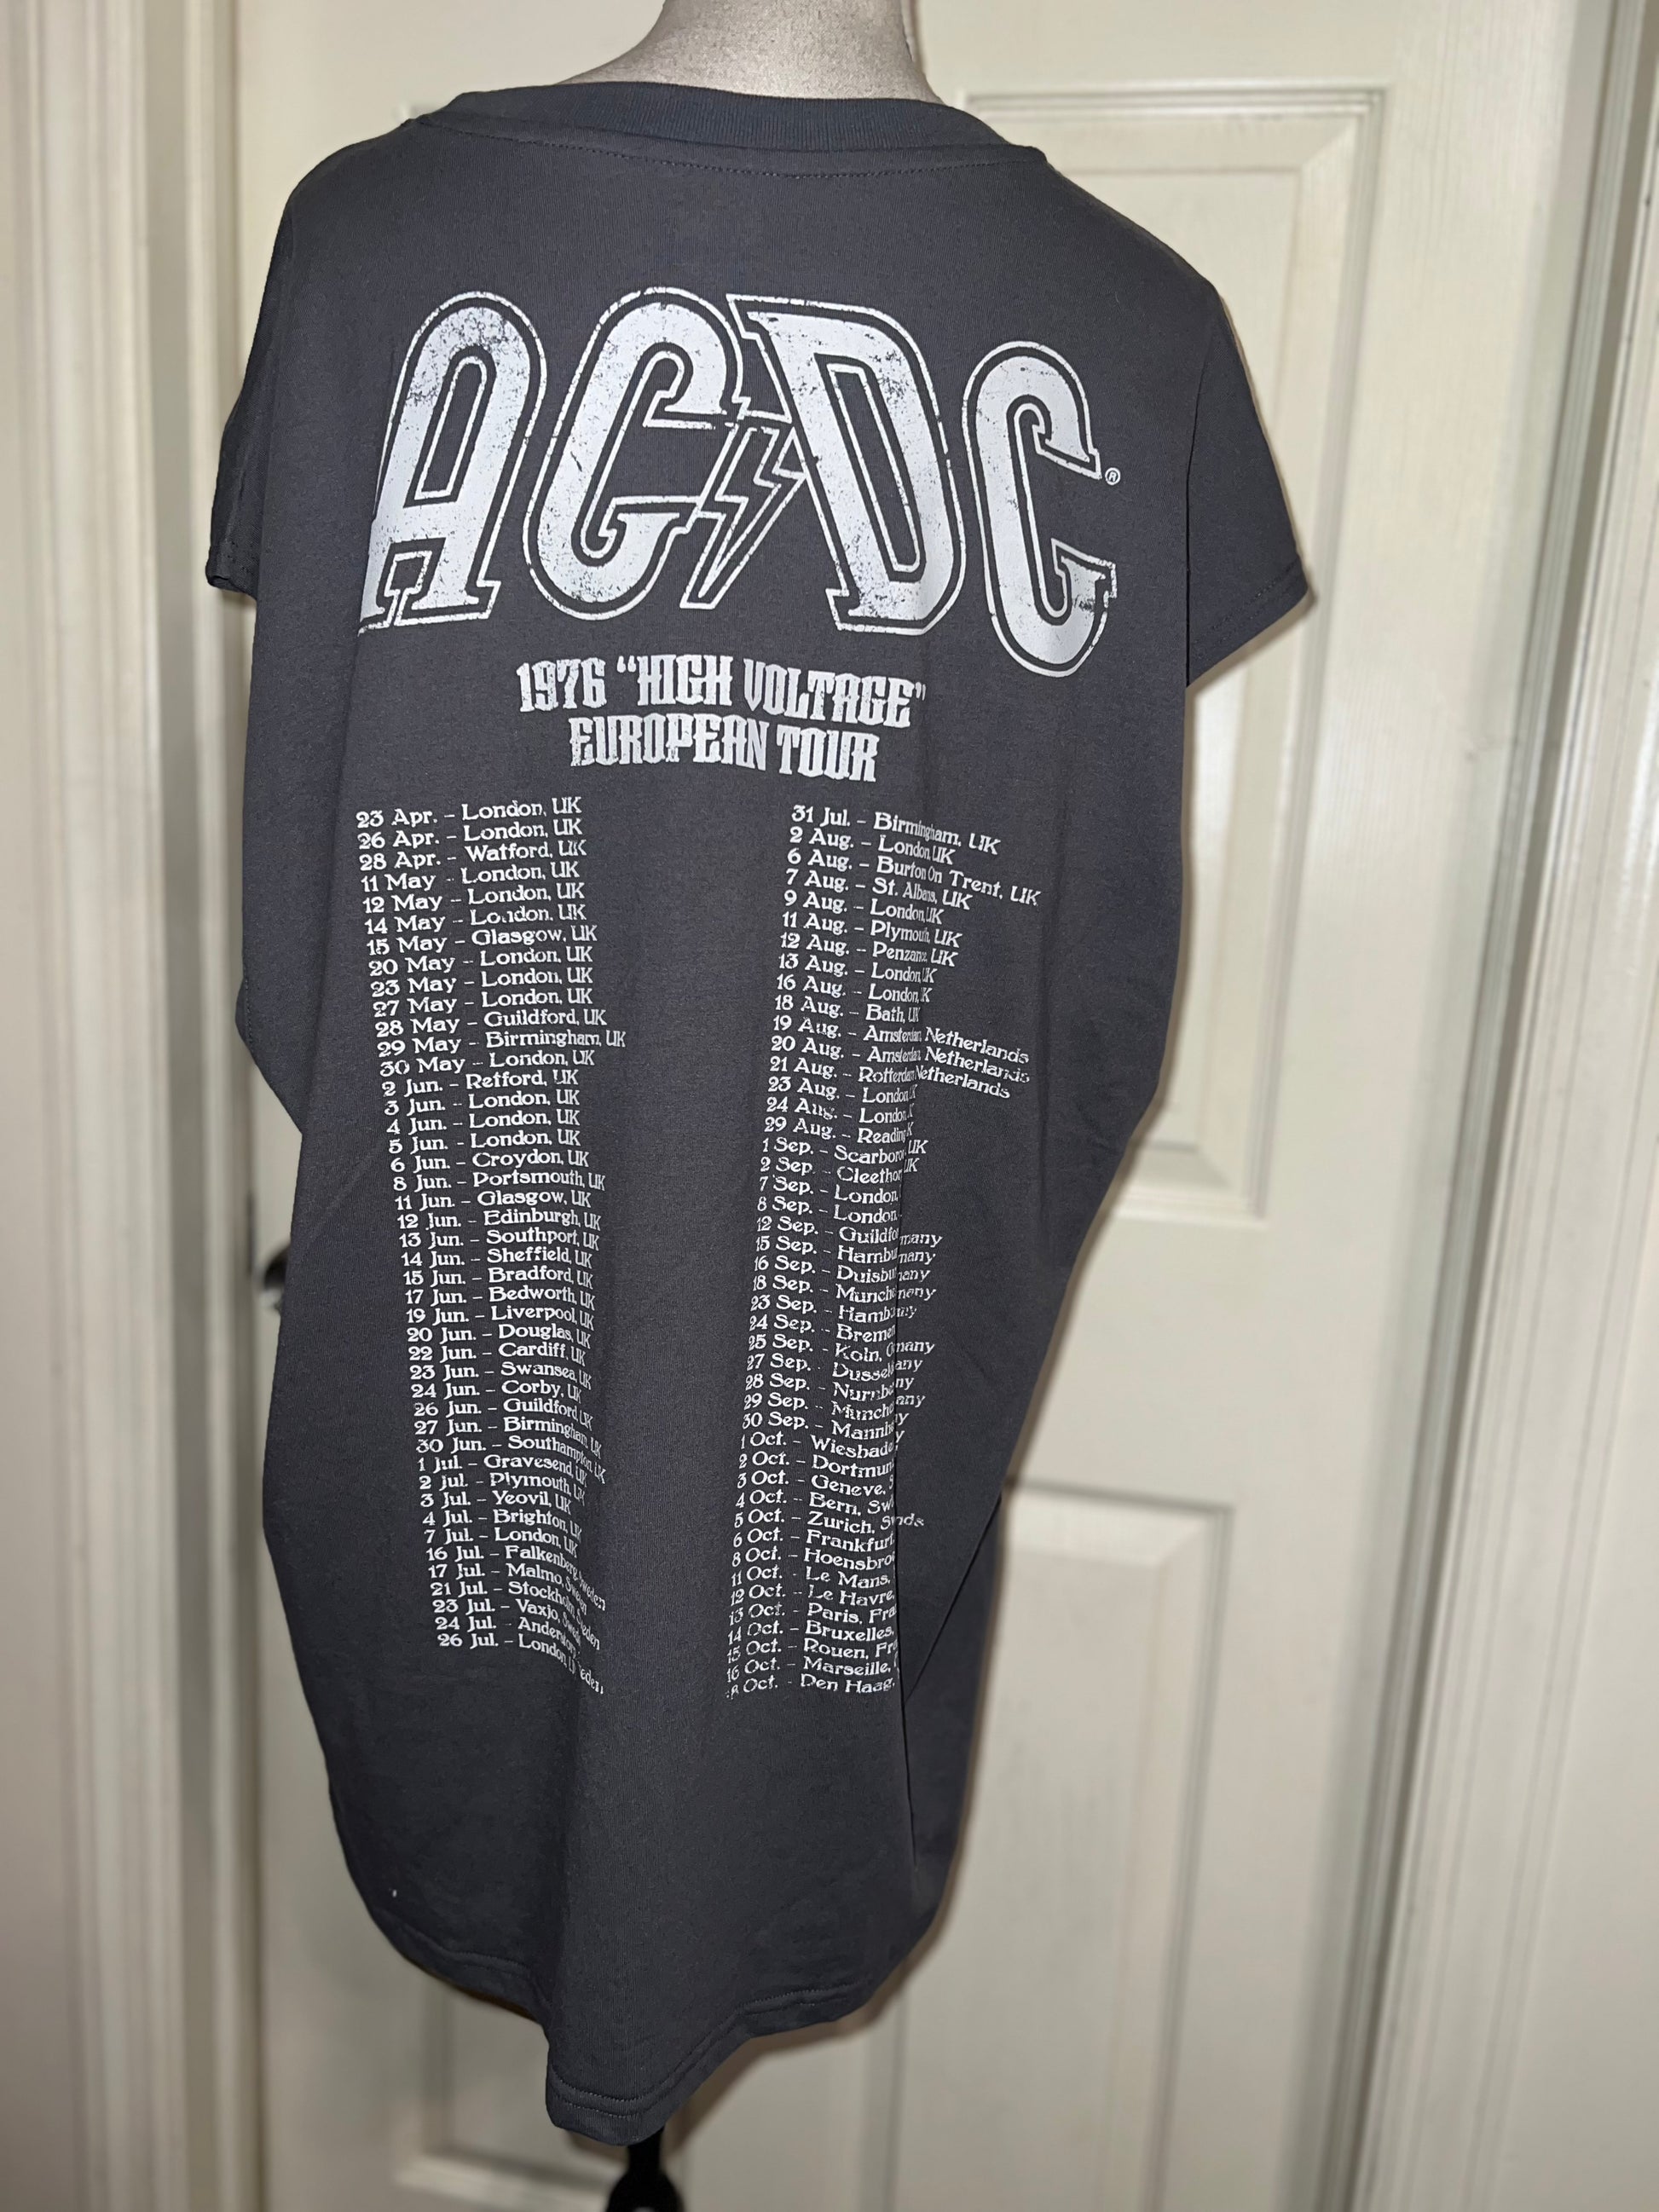 AC DC ®
1976 “HIGH VOLTAGE”
EUROPEAN TOUR
23 Apr. - London, UK
26 Apr. - London, UK
28 Apr. - Watford, UK
11 May - London, UK
12 May - London, UK
14 May - London, UK
15 May - Glasgow, UK
20 May - London, UK
23 May - London, UK
27 May - London, UK
28 May - Guildford, UK
29 May - Birmingham, UK
30 May - London, UK
2 Jun. - Retford, UK
3 Jun. - London, UK
4 Jun. - London, UK
5 Jun. - London, UK
6 Jun. - Croydon, UK
8 Jun. - Portsmouth, UK
11 Jun. - Glasgow, UK
12 Jun. - Edinburgh, UK
13 Jun. - Southport, UK
14 Jun. - Sheffield, UK
15 Jun. - Bradford, UK
17 Jun. - Bedworth, UK
19 Jun. - Liverpool, UK
20 Jun. - Douglas, UK
22 Jun. - Cardiff, UK
23 Jun. - Swansea, UK
24 Jun. - Corby, UK
26 Jun. - Guildford, UK
27 Jun. - Birmingham, UK
30 Jun. - Southampton, UK
1 Jul. - Gravesend, UK
2 Jul. - Plymouth, UK
3 Jul. - Yeovil, UK
4 Jul. - Brighton, UK
7 Jul. - London, UK
16 Jul. - Falkenberg, Sweden
17 Jul. - Malmo, Sweden
21 Jul. - Stockholm, Sweden
23 Jul. - Vaxjo,
24 Jul. -
26 Jul. - London,
31 Jul. - Birmingham, UK
2 Aug. - London, UK
6 Aug. - Burton On Trent, UK
7 Aug. - St. Albans, UK
9 Aug. - London, UK
11 Aug. - Plymouth, UK
12 Aug. - Penzance, UK
13 Aug. - London, UK
16 Aug. - London, UK
18 Aug. - Bath, UK
19 Aug. - Amsterdam, Netherlands
20 Aug. - Amsterdam, Netherlands
21 Aug. - Rotterdam, Netherlands
23 Aug. - London,
24 Aug. - London,
29 Aug. - Reading
1 Sep. - UK
2 Sep. - UK
7 Sep. - London,
8 Sep. - London,
12 Sep. -
15 Sep. -
16 Sep. -
18 Sep. -
23 Sep. -
24 Sep. - Bremen
25 Sep. - Koln,
27 Sep. -
28 Sep. -
29 Sep. -
30 Sep. -
1 Oct. -
2 Oct. -
3 Oct. - Geneve,
4 Oct. - Bern,
5 Oct. - Zurich,
6 Oct. -
8 Oct. -
11 Oct. - Le Mans,
12 Oct. - Le Havre,
13 Oct. - Paris,
14 Oct. - Bruxelles,
15 Oct. - Rouen,
16 Oct. - Marseille,
Oct. - Den Haag,